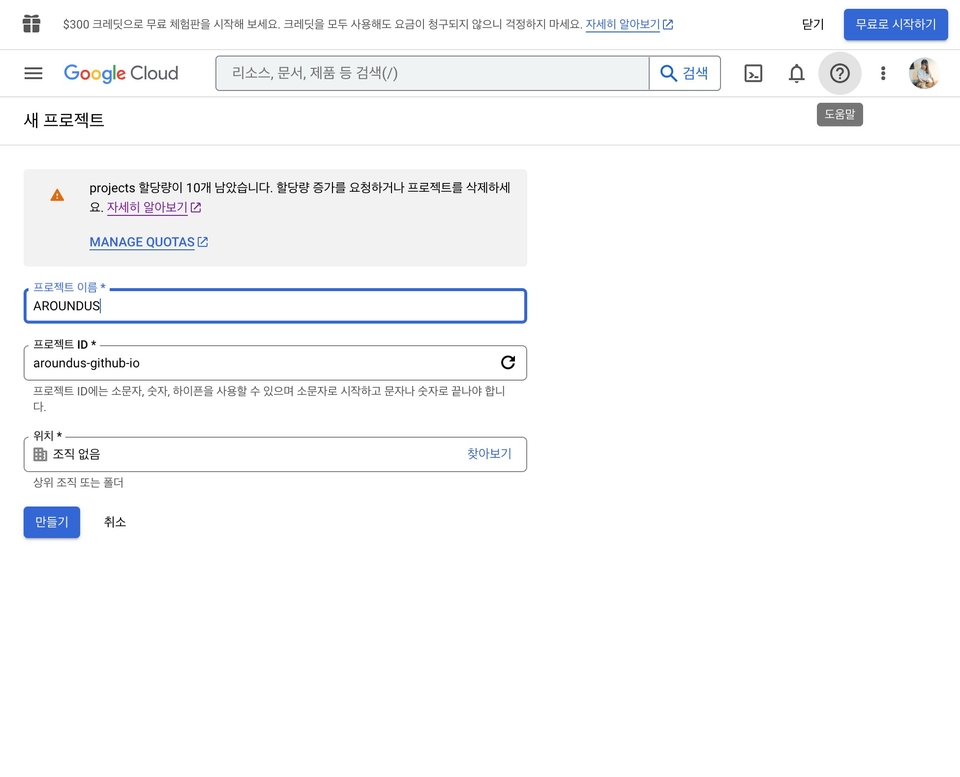 $300 크레딧으로 무료 체험판을 시작해 보세요. 크레딧을 모두 사용해도 요금이 청구되지 않으니 걱정하지 마세요. 자세히 알아보기 닫기 무료로 시작하기
Google Cloud 리소스, 문서, 제품 등 검색(/) 검색
도움말
새 프로젝트
projects 할당량이 10개 남았습니다. 할당량 증가를 요청하거나 프로젝트를 삭제하세
요. 자세히 알아보기
MANAGE QUOTAS
프로젝트 이름 *
AROUNDUS
프로젝트 ID *
aroundus-github-io
프로젝트 ID에는 소문자, 숫자, 하이픈을 사용할 수 있으며 소문자로 시작하고 문자나 숫자로 끝나야 합니
다.
위치 *
조직 없음 찾아보기
상위 조직 또는 폴더
만들기 취소